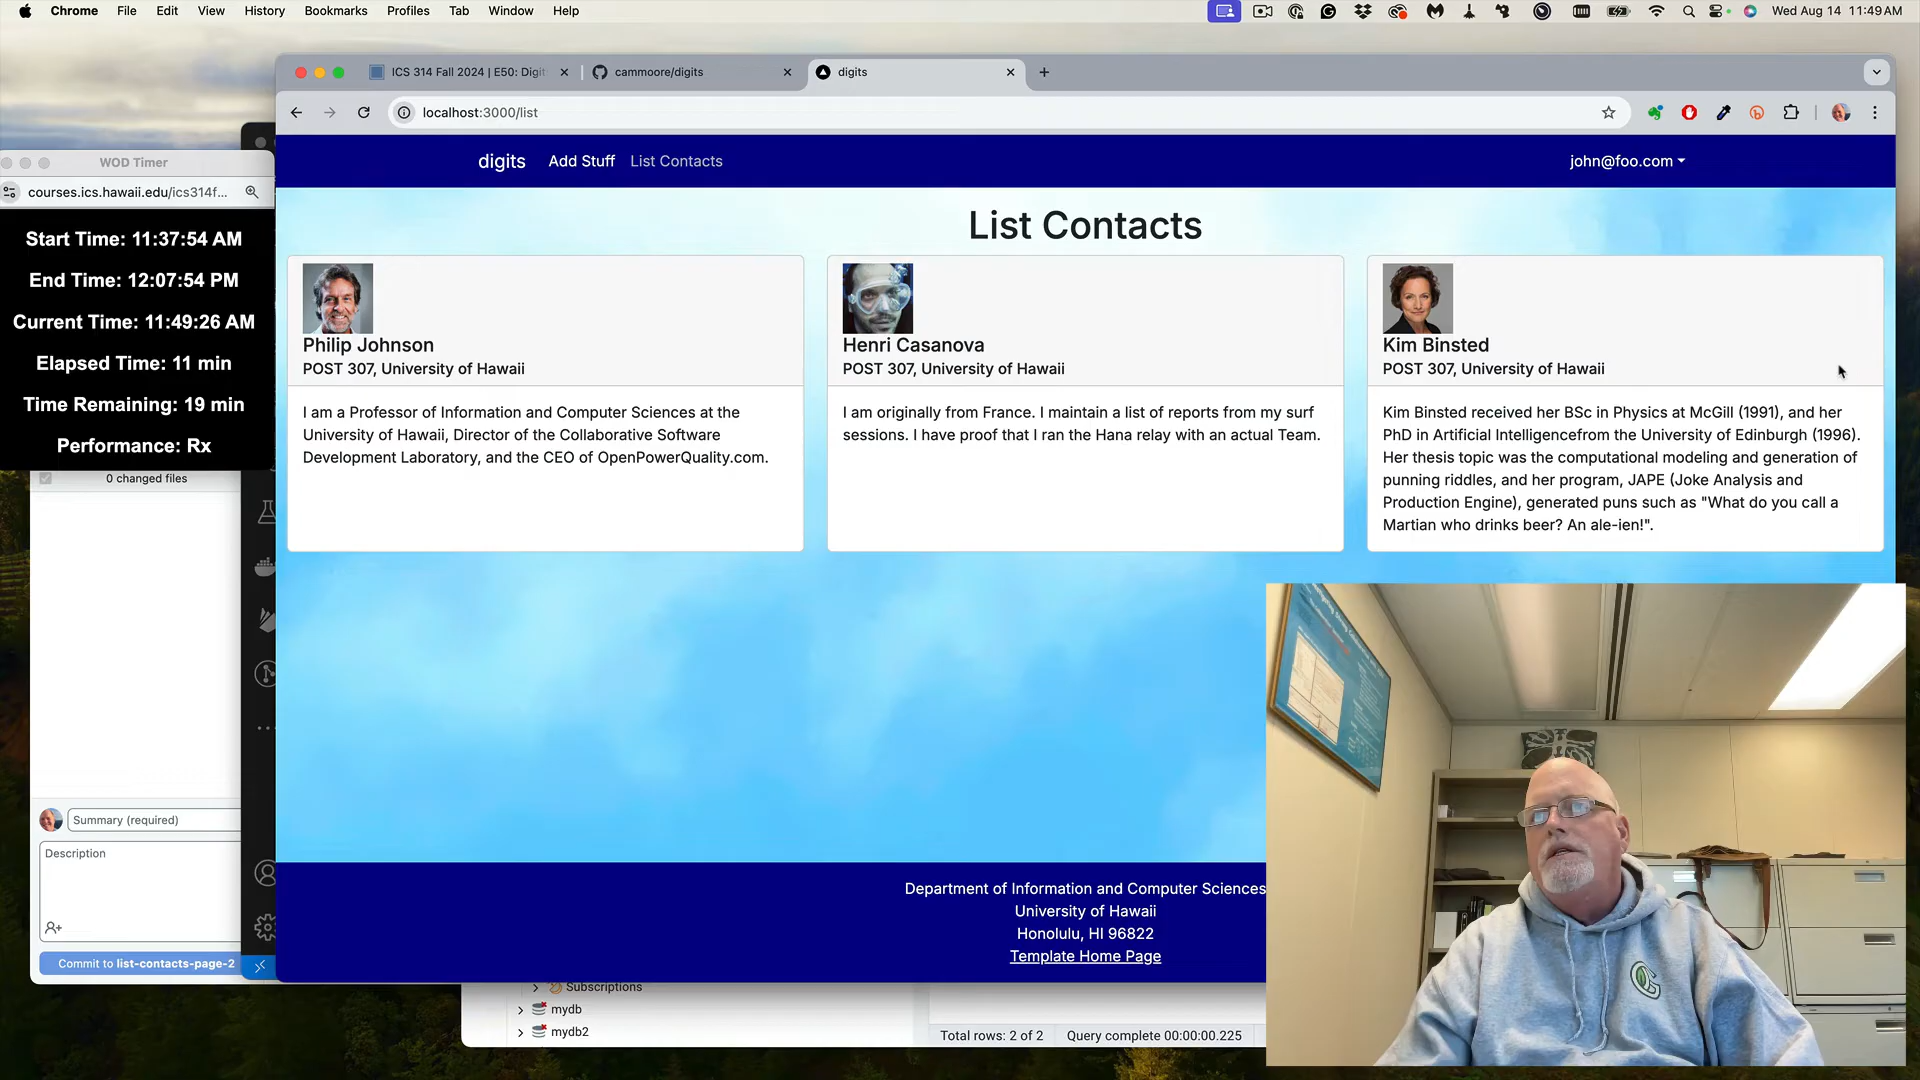 Chrome File Edit View History Bookmarks Profiles Tab Window Help
Wed Aug 14 11:49 AM
ICS 314 Fall 2024 | E50: Digit
cammoore/digits
digits
localhost:3000/list
WOD Timer
courses.ics.hawaii.edu/ics314f...
Start Time: 11:37:54 AM
End Time: 12:07:54 PM
Current Time: 11:49:26 AM
Elapsed Time: 11 min
Time Remaining: 19 min
Performance: Rx
0 changed files
Summary (required)
Description
Commit to list-contacts-page-2
digits Add Stuff List Contacts
john@foo.com
List Contacts
Philip Johnson
POST 307, University of Hawaii
I am a Professor of Information and Computer Sciences at the
University of Hawaii, Director of the Collaborative Software
Development Laboratory, and the CEO of OpenPowerQuality.com.
Henri Casanova
POST 307, University of Hawaii
I am originally from France. I maintain a list of reports from my surf
sessions. I have proof that I ran the Hana relay with an actual Team.
Kim Binsted
POST 307, University of Hawaii
Kim Binsted received her BSc in Physics at McGill (1991), and her
PhD in Artificial Intelligencefrom the University of Edinburgh (1996).
Her thesis topic was the computational modeling and generation of
punning riddles, and her program, JAPE (Joke Analysis and
Production Engine), generated puns such as "What do you call a
Martian who drinks beer? An ale-ien!".
Department of Information and Computer Sciences
University of Hawaii
Honolulu, HI 96822
Template Home Page
Subscriptions
mydb
mydb2
Total rows: 2 of 2
Query complete 00:00:00.225